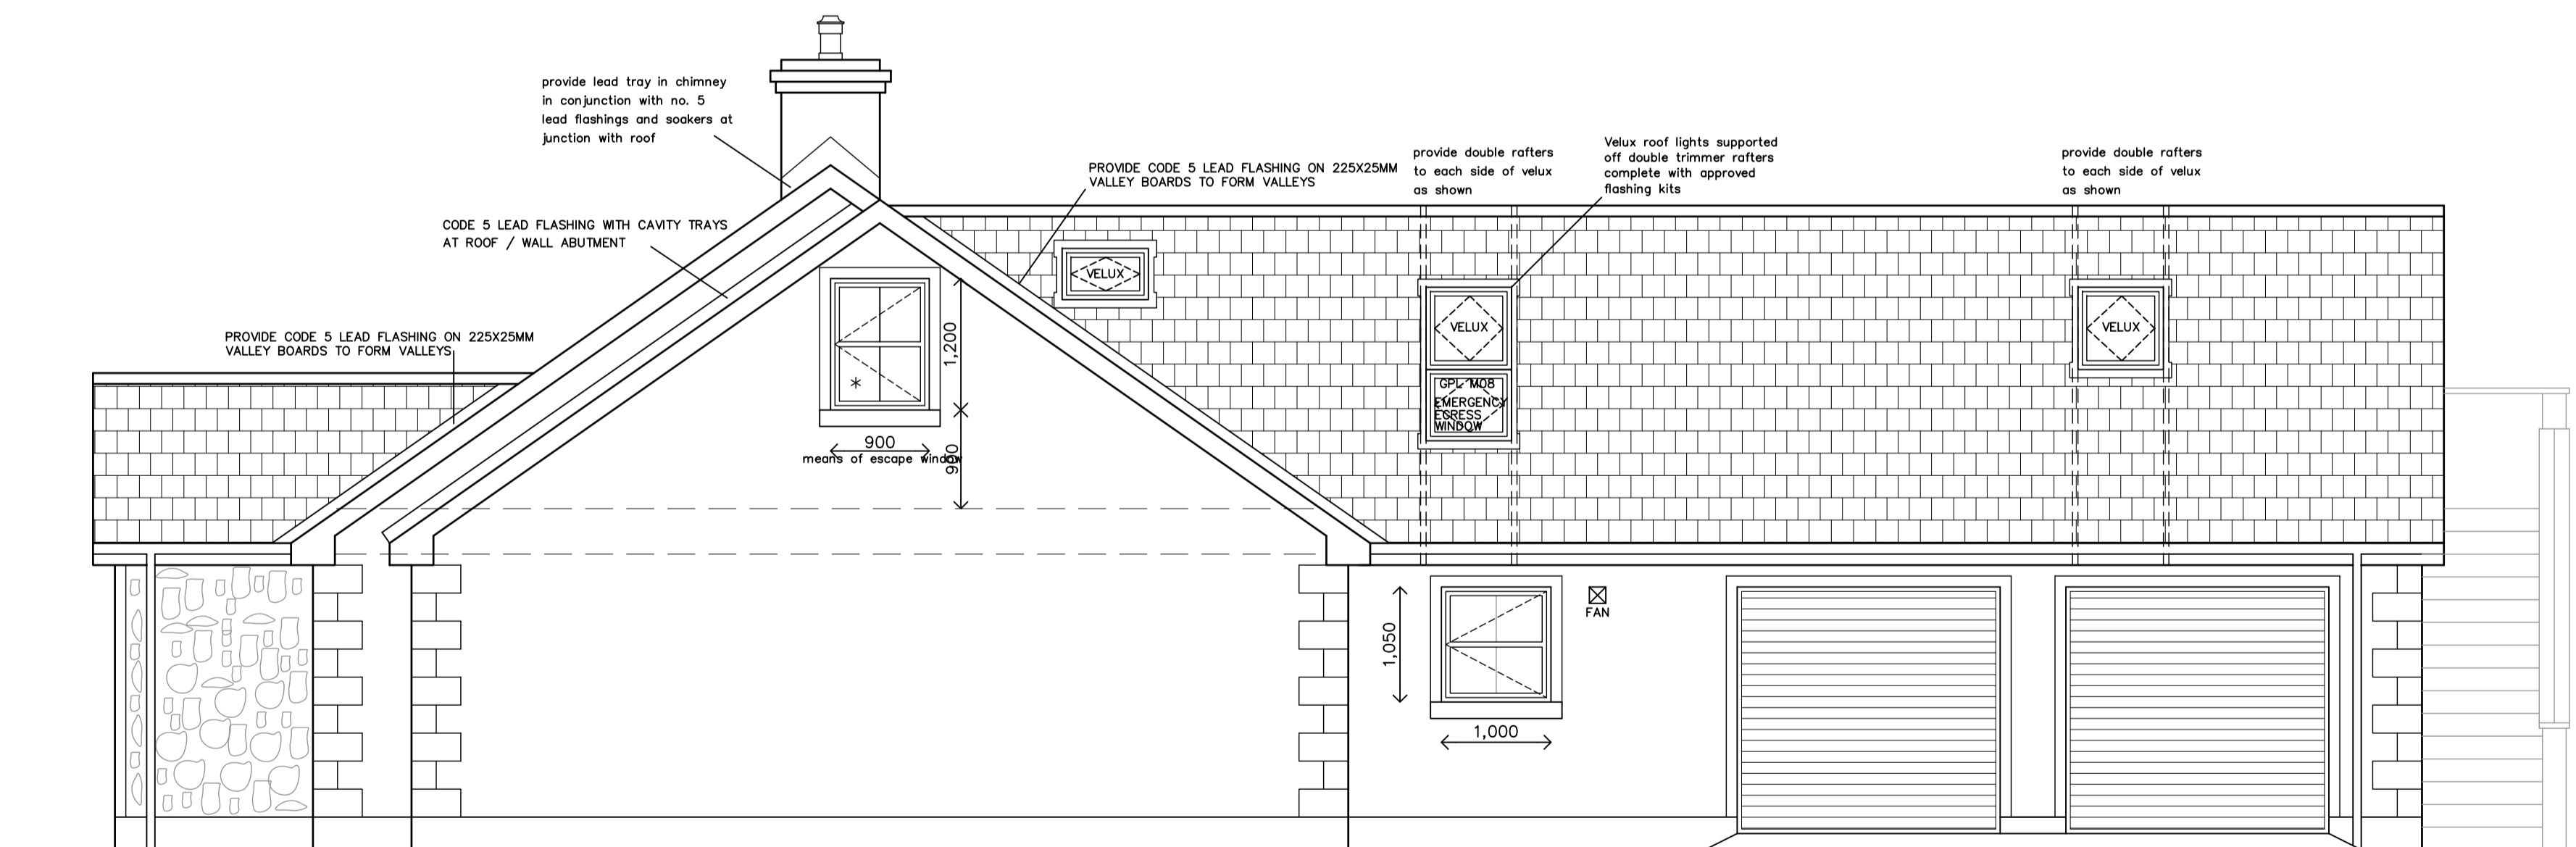 provide lead tray in chimney
in conjunction with no. 5
lead flashings and soakers at
junction with roof
CODE 5 LEAD FLASHING WITH CAVITY TRAYS
AT ROOF / WALL ABUTMENT
PROVIDE CODE 5 LEAD FLASHING ON 225X25MM
VALLEY BOARDS TO FORM VALLEYS
PROVIDE CODE 5 LEAD FLASHING ON 225X25MM
VALLEY BOARDS TO FORM VALLEYS
provide double rafters
to each side of velux
as shown
Velux roof lights supported
off double trimmer rafters
complete with approved
flashing kits
provide double rafters
to each side of velux
as shown
VELUX
VELUX
GPL M08
EMERGENCY
EGRESS
WINDOW
VELUX
1,200
*
900
means of escape window
900
1,050
1,000
FAN